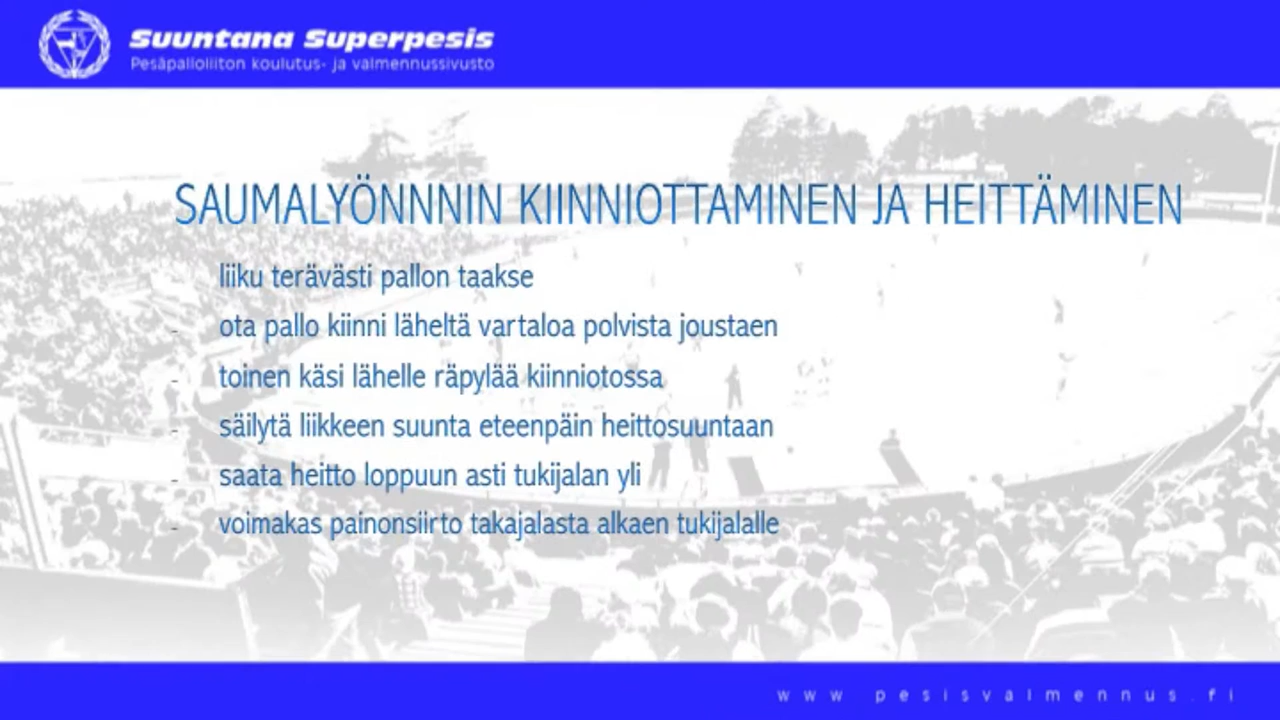 Suuntana Superpesis
Pesäpalloliiton koulutus- ja valmennussivusto
SAUMALYÖNNNIN KIINNIOTTAMINEN JA HEITTÄMINEN
liiku terävästi pallon taakse
- ota pallo kiinni läheltä vartaloa polvista joustaen
- toinen käsi lähelle räpylää kiinniotossa
- säilytä liikkeen suunta eteenpäin heittosuuntaan
- saata heitto loppuun asti tukijalan yli
- voimakas painonsiirto takajalasta alkaen tukijalalle
www.pesisvalmennus.fi